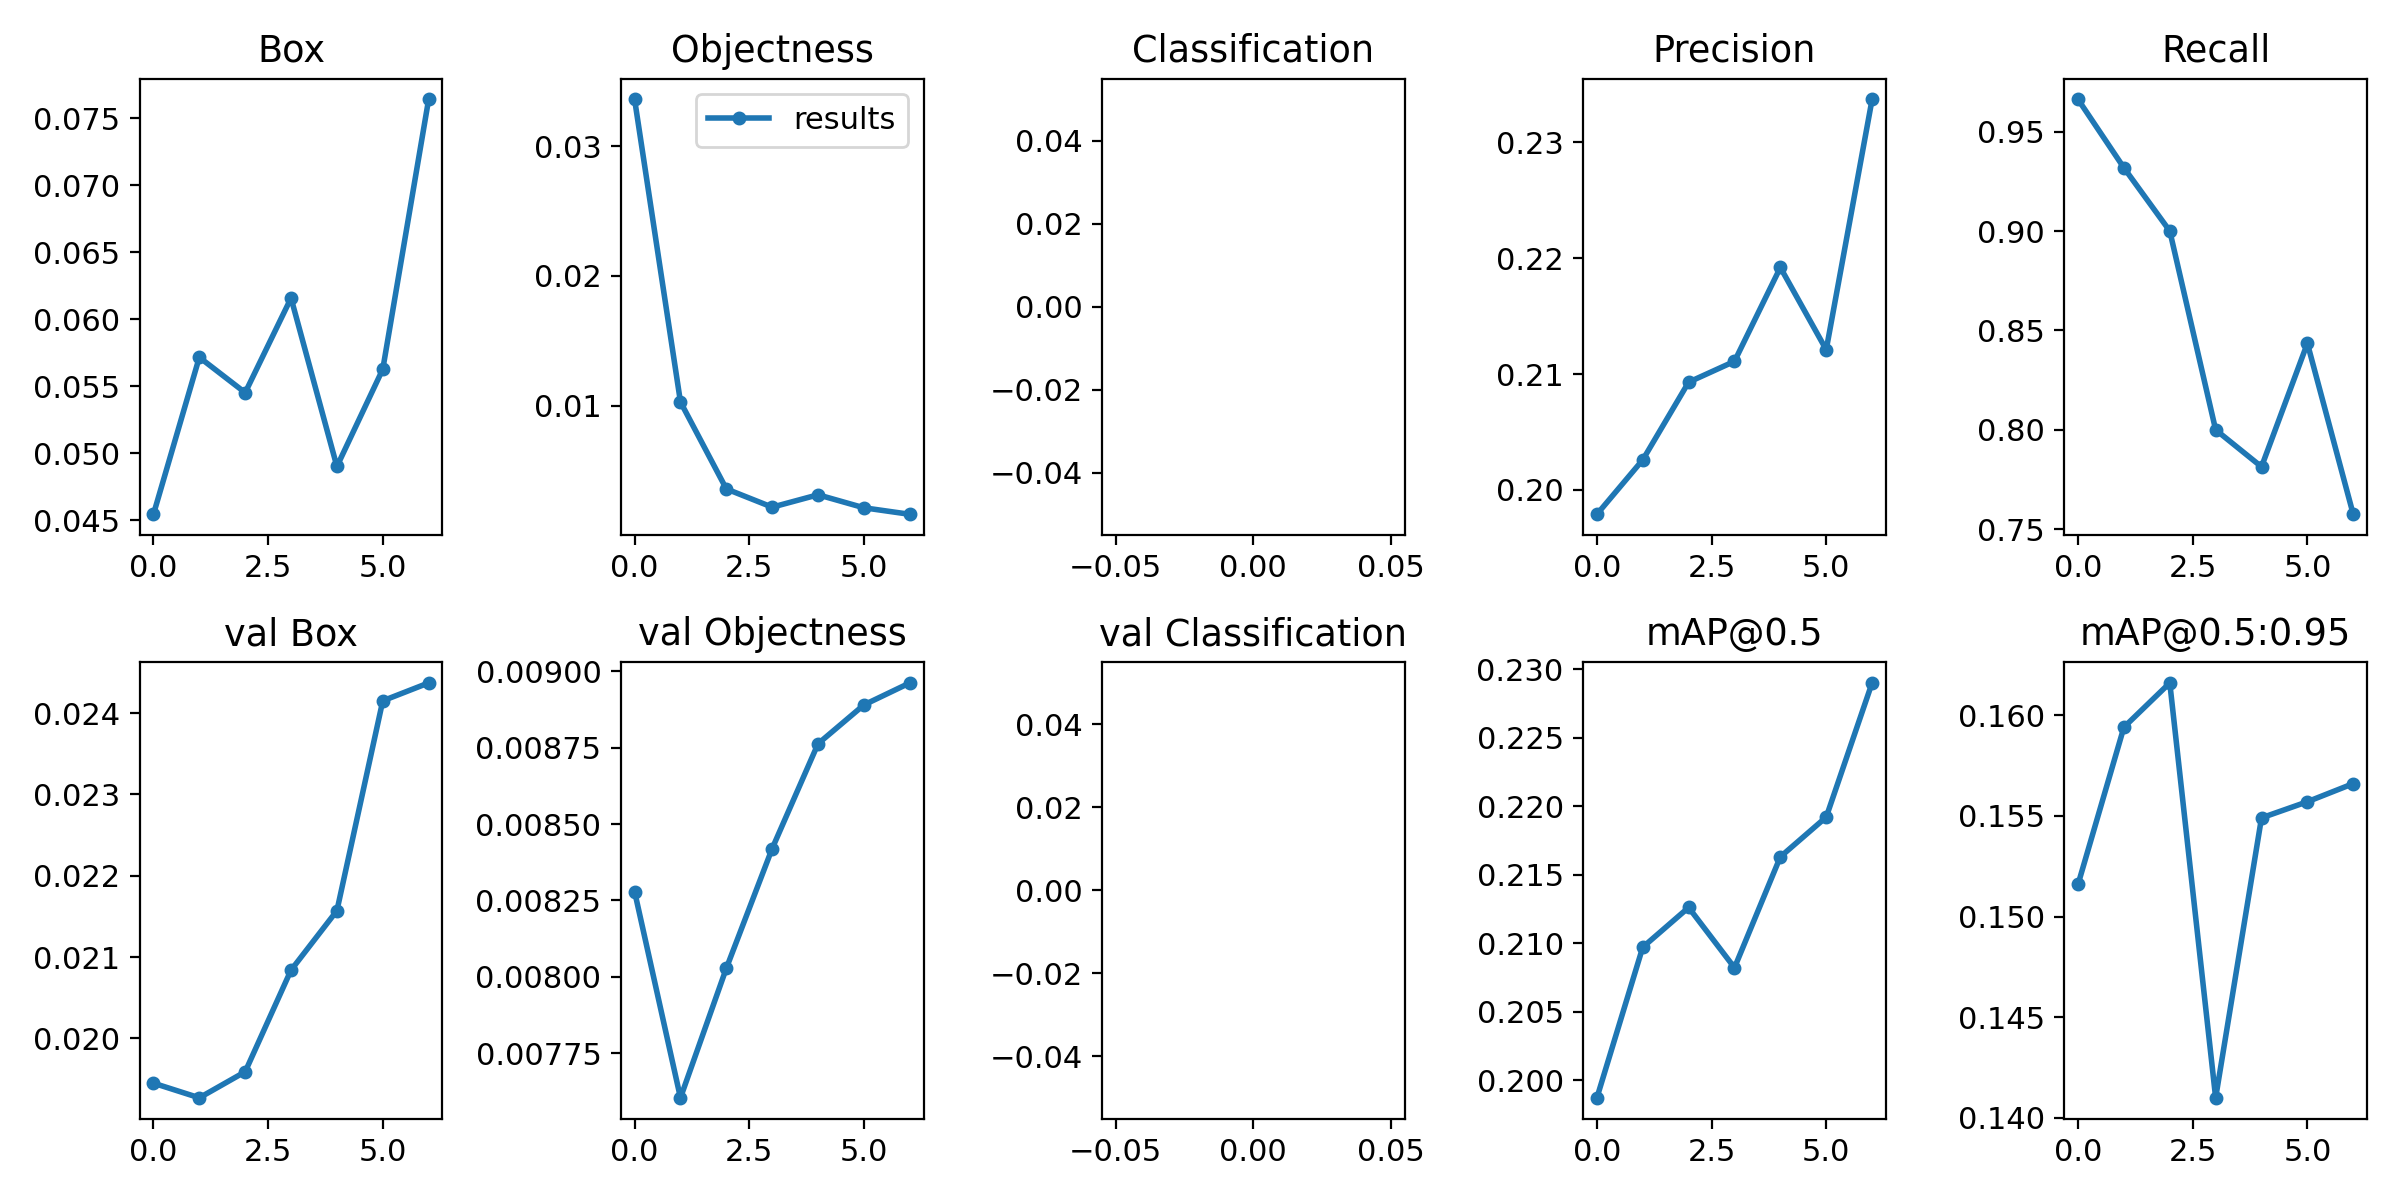 Box
0.075
0.070
0.065
0.060
0.055
0.050
0.045
0.0 2.5 5.0
Objectness
results
0.03
0.02
0.01
0.0 2.5 5.0
Classification
0.04
0.02
0.00
−0.02
−0.04
−0.05 0.00 0.05
Precision
0.23
0.22
0.21
0.20
0.0 2.5 5.0
Recall
0.95
0.90
0.85
0.80
0.75
0.0 2.5 5.0
val Box
0.024
0.023
0.022
0.021
0.020
0.0 2.5 5.0
val Objectness
0.00900
0.00875
0.00850
0.00825
0.00800
0.00775
0.0 2.5 5.0
val Classification
0.04
0.02
0.00
−0.02
−0.04
−0.05 0.00 0.05
mAP@0.5
0.230
0.225
0.220
0.215
0.210
0.205
0.200
0.0 2.5 5.0
mAP@0.5:0.95
0.160
0.155
0.150
0.145
0.140
0.0 2.5 5.0